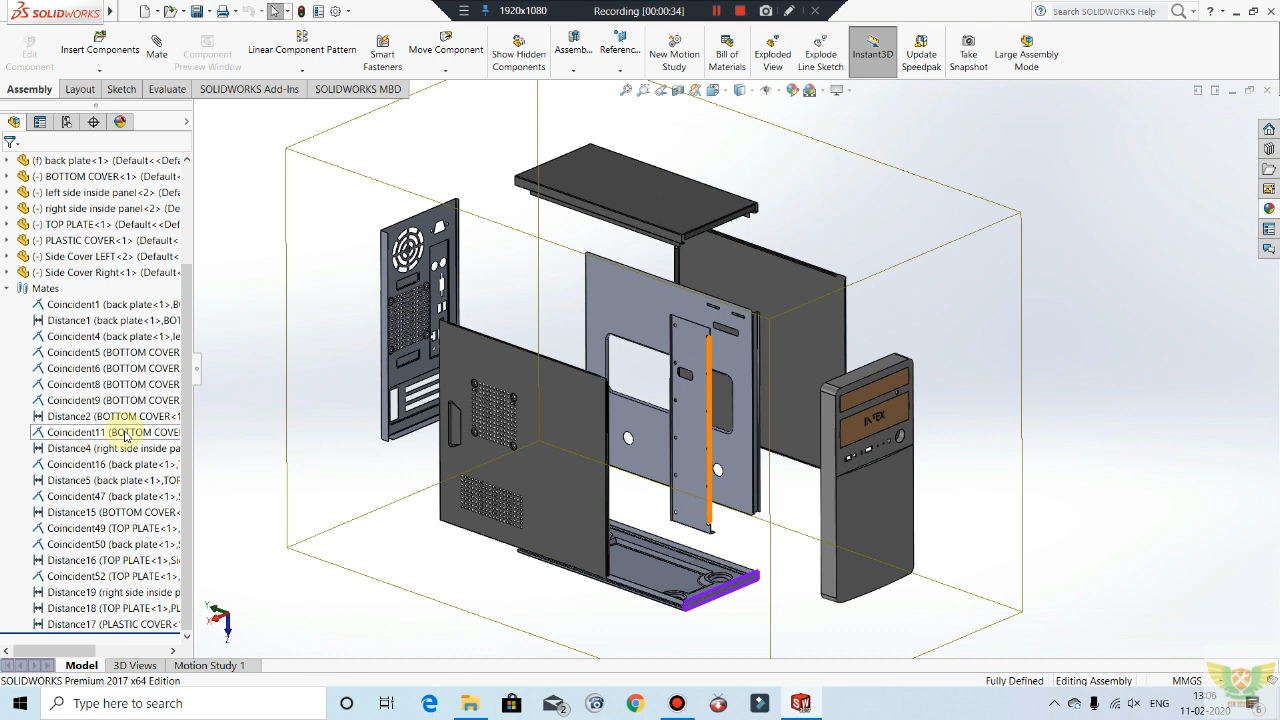 SOLIDWORKS
1920x1080
Recording [00:00:34]
Search SOLIDWORKS Help
Edit Component
Insert Components
Mate
Component Preview Window
Linear Component Pattern
Smart Fasteners
Move Component
Show Hidden Components
Assemb...
Referenc...
New Motion Study
Bill of Materials
Exploded View
Explode Line Sketch
Instant3D
Update Speedpak
Take Snapshot
Large Assembly Mode
Assembly
Layout
Sketch
Evaluate
SOLIDWORKS Add-Ins
SOLIDWORKS MBD
(f) back plate<1> (Default<<Defa
(-) BOTTOM COVER<1> (Default
(-) left side inside panel<2> (Defa
(-) right side inside panel<2> (De
(-) TOP PLATE<1> (Default<<Def
(-) PLASTIC COVER<1> (Default
(-) Side Cover LEFT<2> (Default
(-) Side Cover Right<1> (Default
Mates
Coincident1 (back plate<1>,BO
Distance1 (back plate<1>,BOT
Coincident4 (back plate<1>,le
Coincident5 (BOTTOM COVER
Coincident6 (BOTTOM COVER
Coincident8 (BOTTOM COVER
Coincident9 (BOTTOM COVER
Distance2 (BOTTOM COVER<1
Coincident11 (BOTTOM COVE
Distance4 (right side inside pa
Coincident16 (back plate<1>,
Distance5 (back plate<1>,TOP
Coincident47 (back plate<1>,
Distance15 (BOTTOM COVER<
Coincident49 (TOP PLATE<1>,
Coincident50 (back plate<1>,S
Distance16 (TOP PLATE<1>,Si
Coincident52 (TOP PLATE<1>,
Distance19 (right side inside p
Distance18 (TOP PLATE<1>,PL
Distance17 (PLASTIC COVER<
INTEX
Y
X
Z
Model
3D Views
Motion Study 1
SOLIDWORKS Premium 2017 x64 Edition
Fully Defined
Editing Assembly
MMGS
Type here to search
2
ENG
13:06
11-02-2020
6